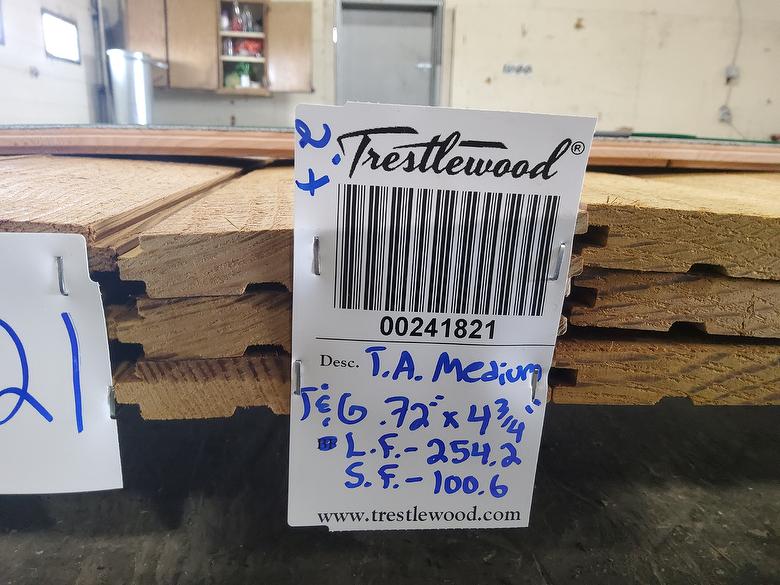 2.
x
Trestlewood®
00241821
Desc. T.A. Medium
T&G .72" x 4 3/4"
L.F.- 254.2
S.F.- 100.6
www.trestlewood.com
21